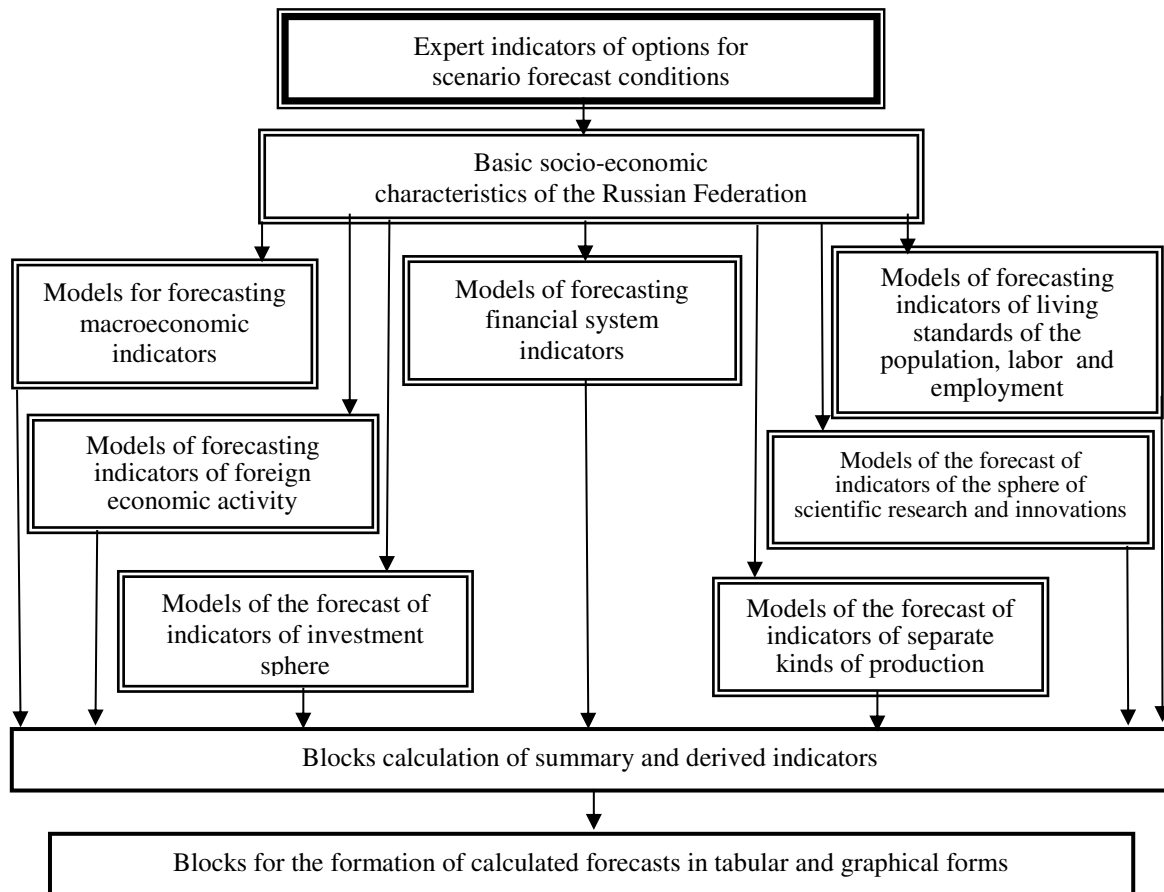 Expert indicators of options for
scenario forecast conditions
Basic socio-economic
characteristics of the Russian Federation
Models for forecasting
macroeconomic
indicators
Models of forecasting
financial system
indicators
Models of forecasting
indicators of living
standards of the
population, labor and
employment
Models of forecasting
indicators of foreign
economic activity
Models of the forecast of
indicators of the sphere of
scientific research and innovations
Models of the forecast of
indicators of investment
sphere
Models of the forecast of
indicators of separate
kinds of production
Blocks calculation of summary and derived indicators
Blocks for the formation of calculated forecasts in tabular and graphical forms